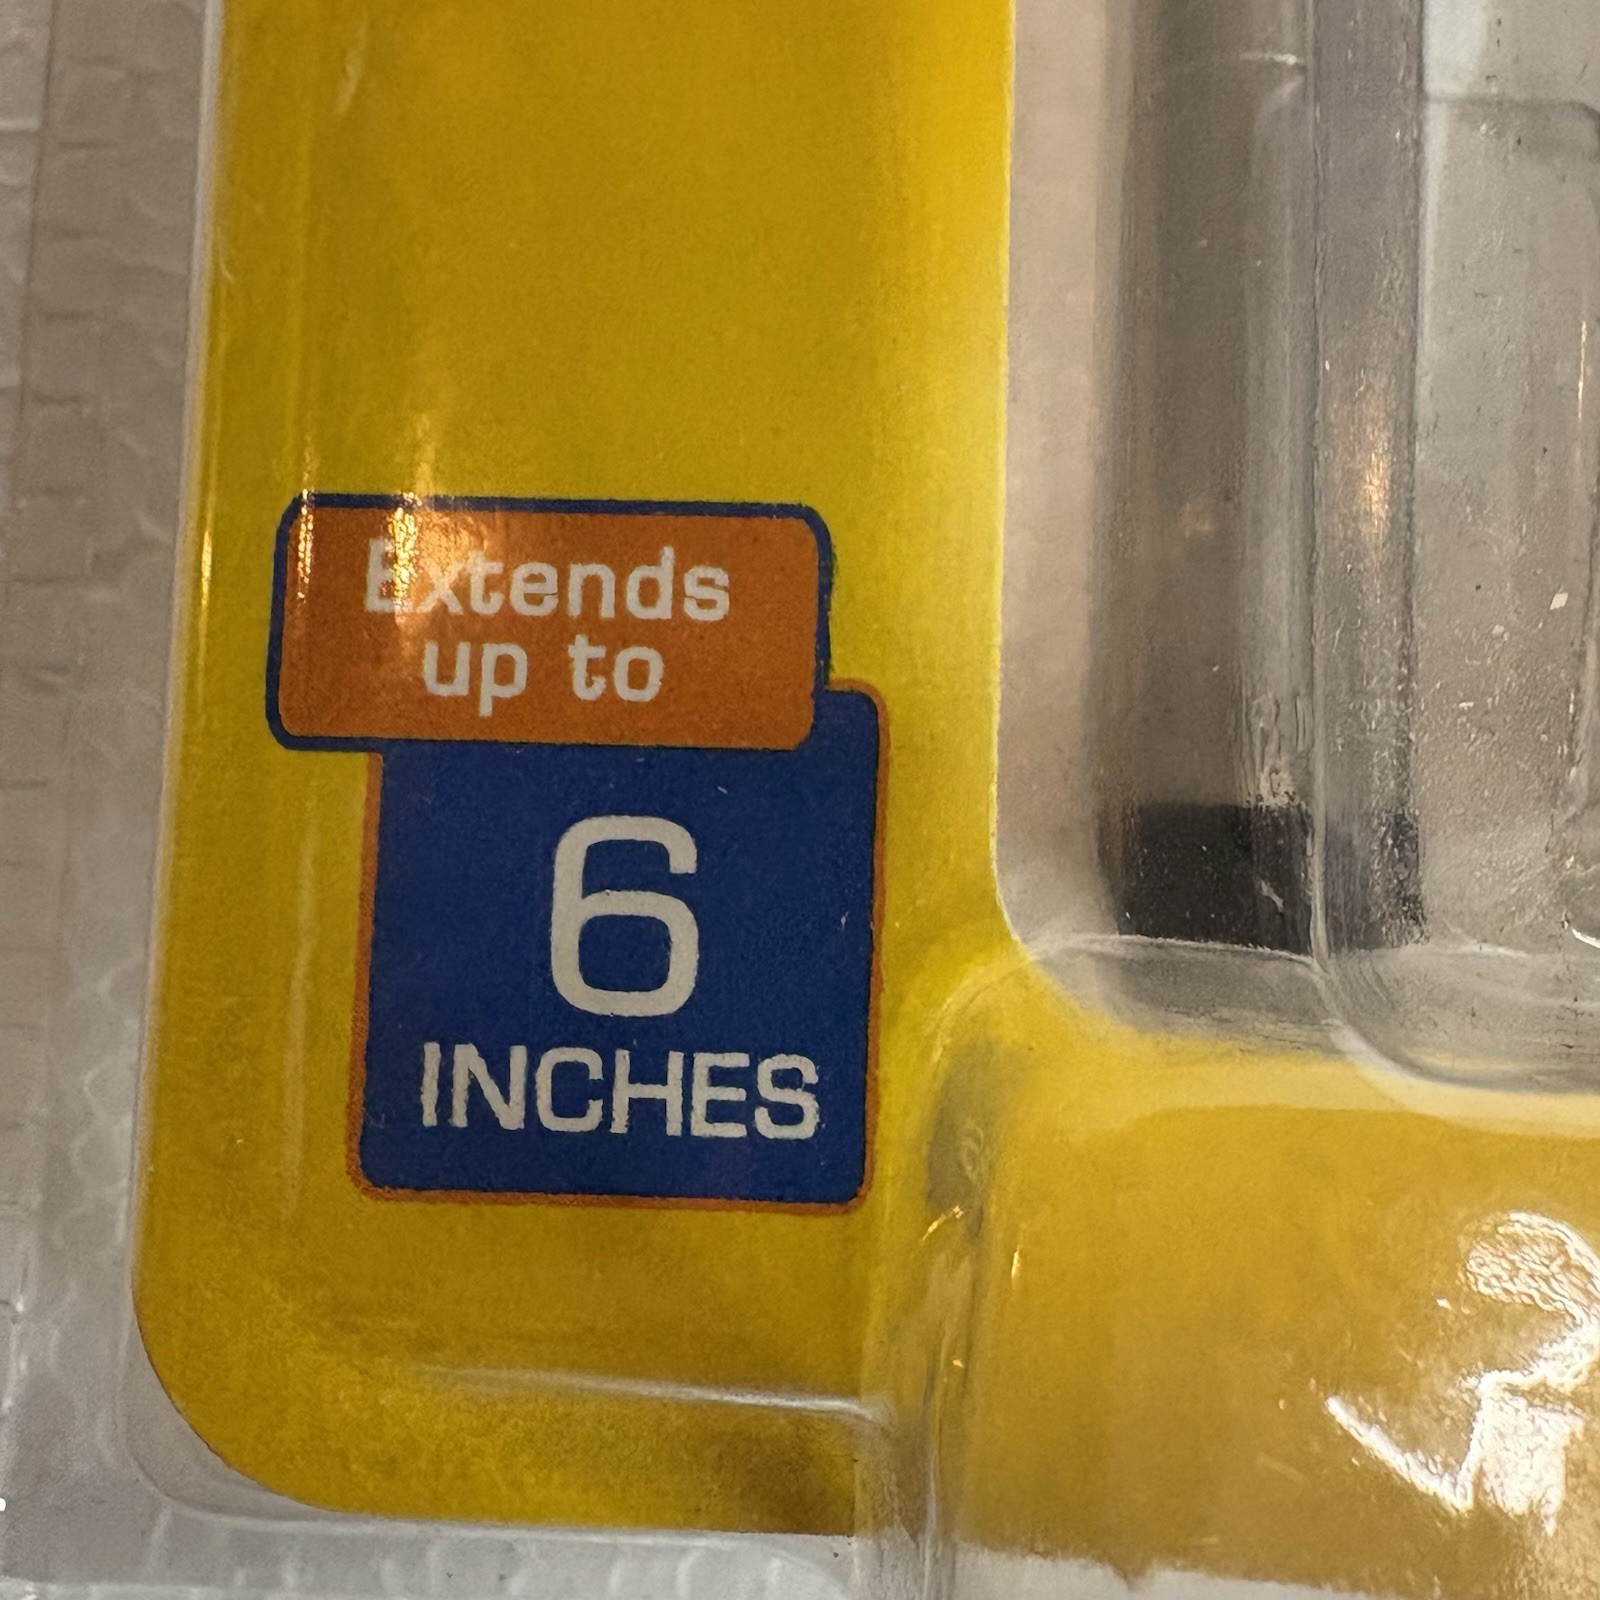 Extends
up to
6
INCHES